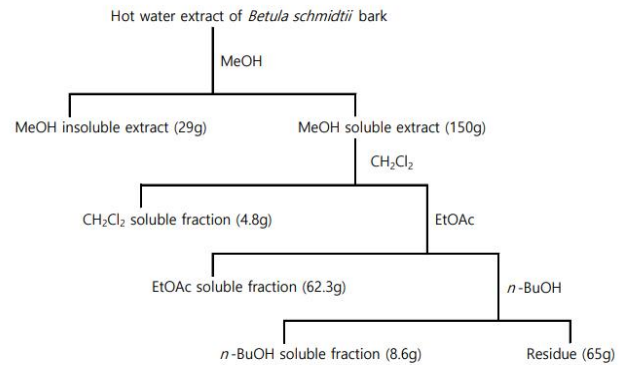 Hot water extract of Betula schmidtii bark
MeOH
MeOH insoluble extract (29g)
MeOH soluble extract (150g)
CH₂Cl₂
CH₂Cl₂ soluble fraction (4.8g)
EtOAc
EtOAc soluble fraction (62.3g)
n-BuOH
n-BuOH soluble fraction (8.6g)
Residue (65g)